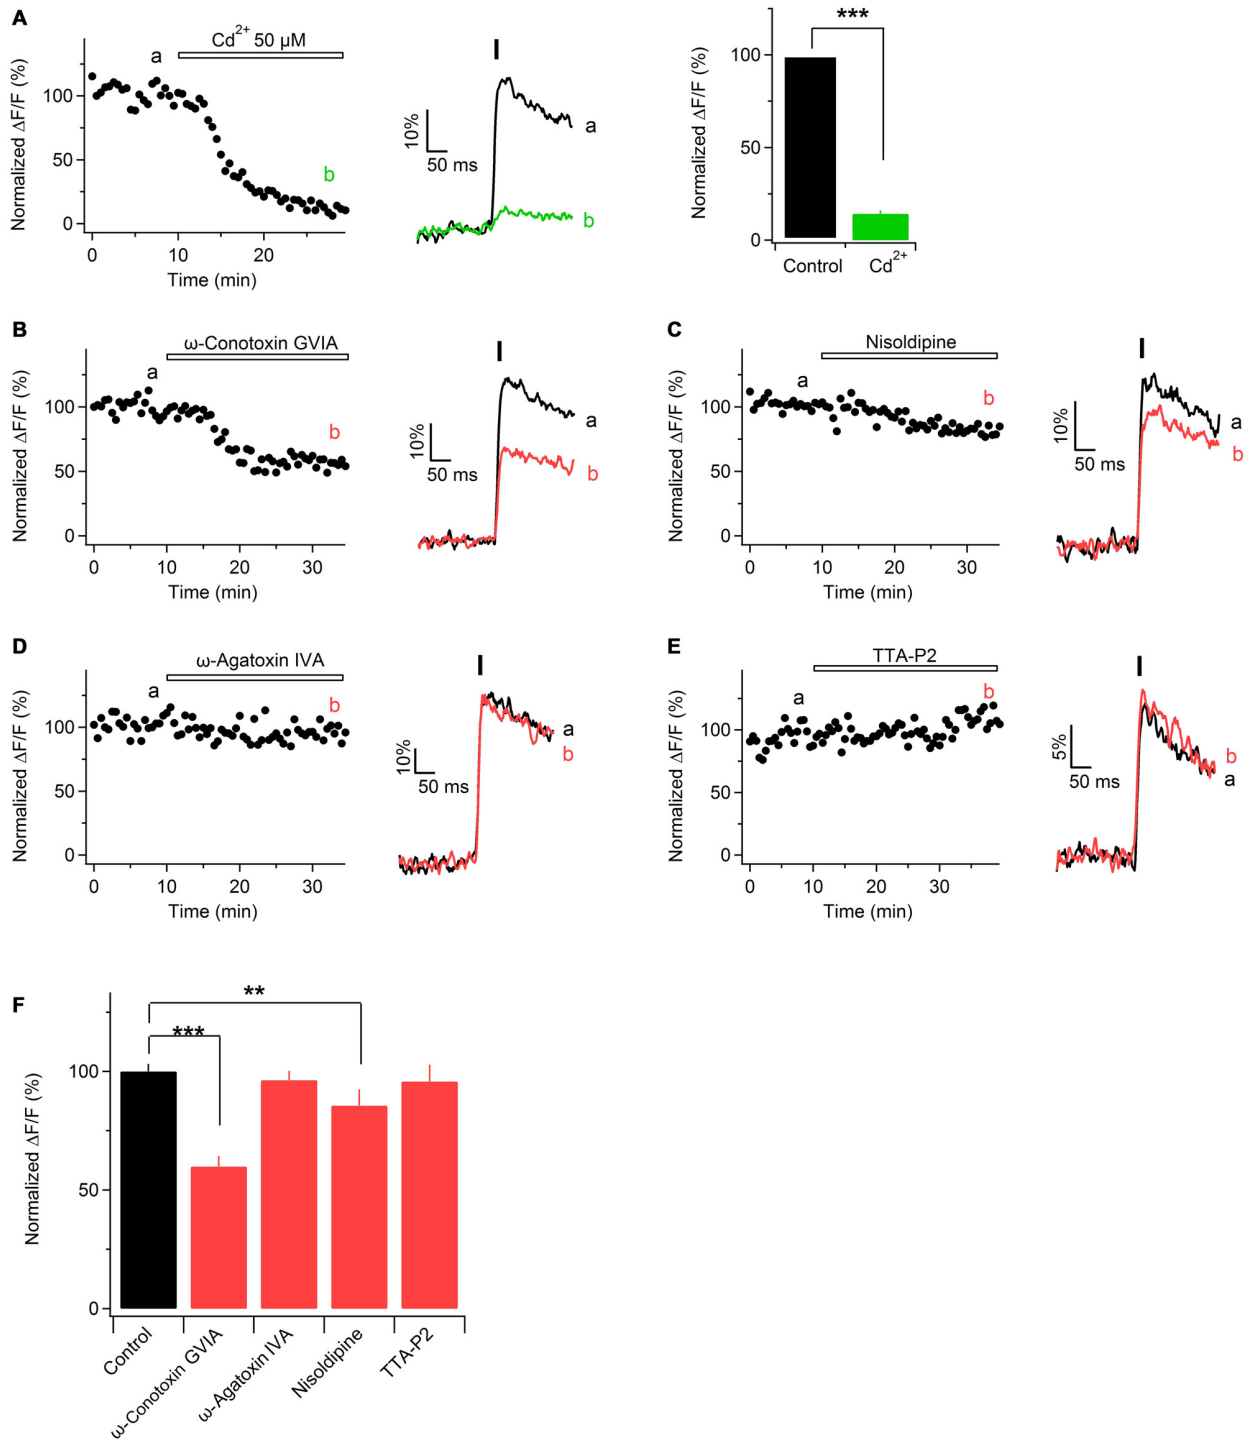 A
Cd2+ 50 µM
a
b
Normalized ΔF/F (%)
100
50
0
0 10 20
Time (min)
10%
50 ms
a
b
***
Normalized ΔF/F (%)
100
50
0
Control Cd2+
B
ω-Conotoxin GVIA
a
b
Normalized ΔF/F (%)
100
50
0
0 10 20 30
Time (min)
10%
50 ms
a
b
C
Nisoldipine
a
b
Normalized ΔF/F (%)
100
50
0
0 10 20 30
Time (min)
10%
50 ms
a
b
D
ω-Agatoxin IVA
a
b
Normalized ΔF/F (%)
100
50
0
0 10 20 30
Time (min)
10%
50 ms
a
b
E
TTA-P2
a
b
Normalized ΔF/F (%)
100
50
0
0 10 20 30
Time (min)
5%
50 ms
b
a
F
**
***
Normalized ΔF/F (%)
100
50
0
Control
ω-Conotoxin GVIA
ω-Agatoxin IVA
Nisoldipine
TTA-P2